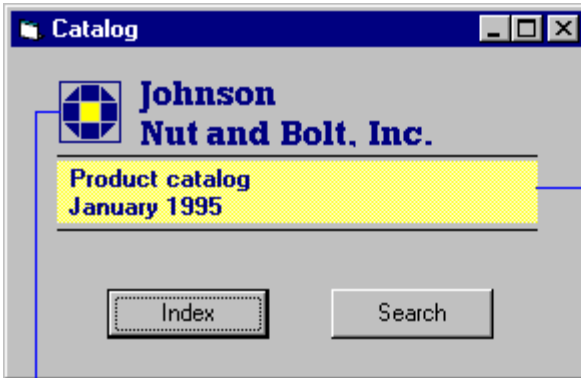 Catalog
Johnson
Nut and Bolt, Inc.
Product catalog
January 1995
Index
Search